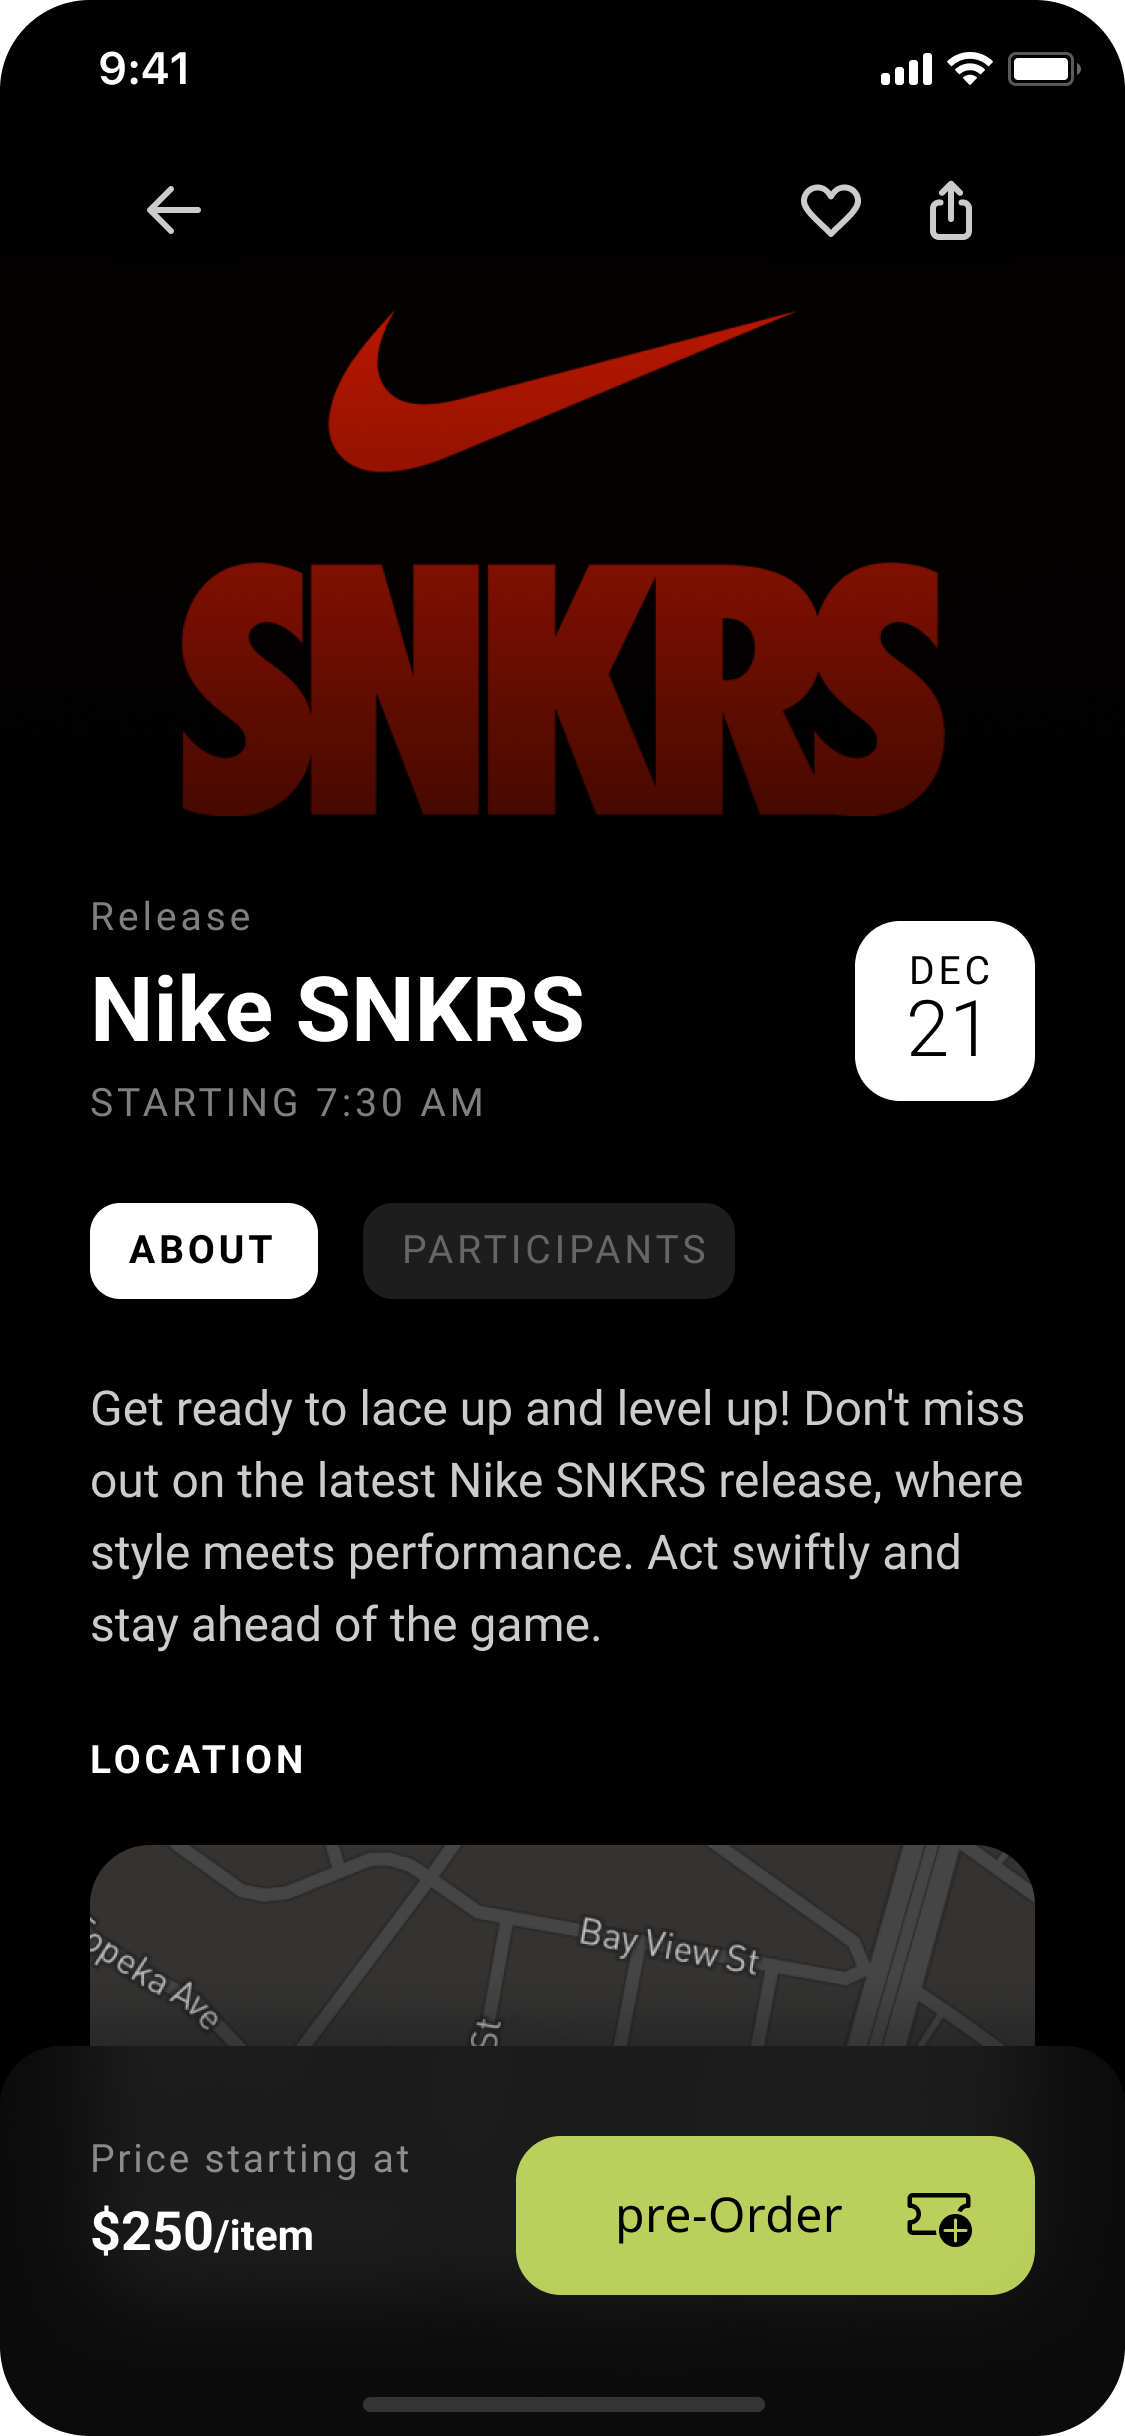 9:41
SNKRS
Release
Nike SNKRS
STARTING 7:30 AM
DEC
21
ABOUT
PARTICIPANTS
Get ready to lace up and level up! Don't miss
out on the latest Nike SNKRS release, where
style meets performance. Act swiftly and
stay ahead of the game.
LOCATION
Bay View St
Topeka Ave
St
Price starting at
$250/item
pre-Order